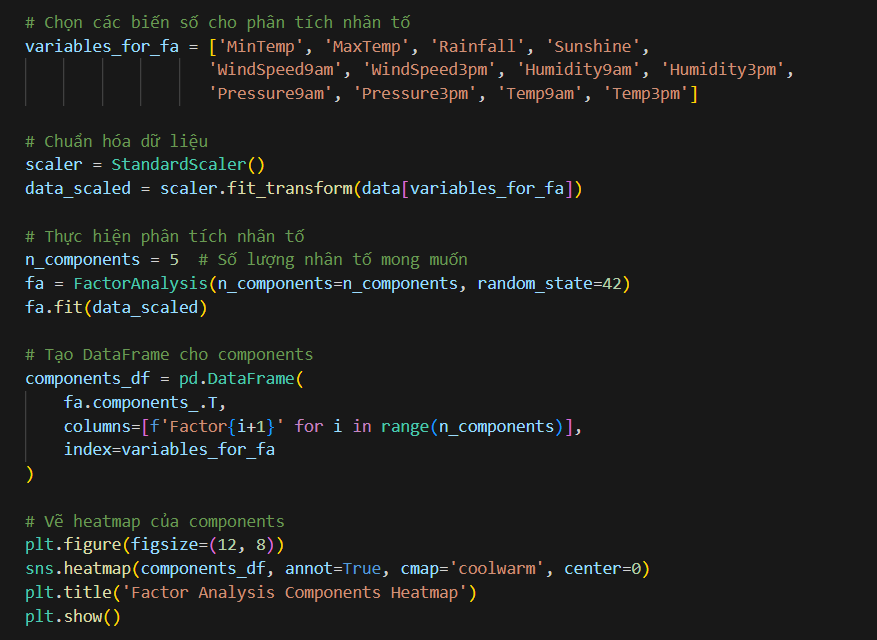 # Chọn các biến số cho phân tích nhân tố
variables_for_fa = ['MinTemp', 'MaxTemp', 'Rainfall', 'Sunshine',
                   'WindSpeed9am', 'WindSpeed3pm', 'Humidity9am', 'Humidity3pm',
                   'Pressure9am', 'Pressure3pm', 'Temp9am', 'Temp3pm']
# Chuẩn hóa dữ liệu
scaler = StandardScaler()
data_scaled = scaler.fit_transform(data[variables_for_fa])
# Thực hiện phân tích nhân tố
n_components = 5  # Số lượng nhân tố mong muốn
fa = FactorAnalysis(n_components=n_components, random_state=42)
fa.fit(data_scaled)
# Tạo DataFrame cho components
components_df = pd.DataFrame(
    fa.components_.T,
    columns=[f'Factor{i+1}' for i in range(n_components)],
    index=variables_for_fa
)
# Vẽ heatmap của components
plt.figure(figsize=(12, 8))
sns.heatmap(components_df, annot=True, cmap='coolwarm', center=0)
plt.title('Factor Analysis Components Heatmap')
plt.show()